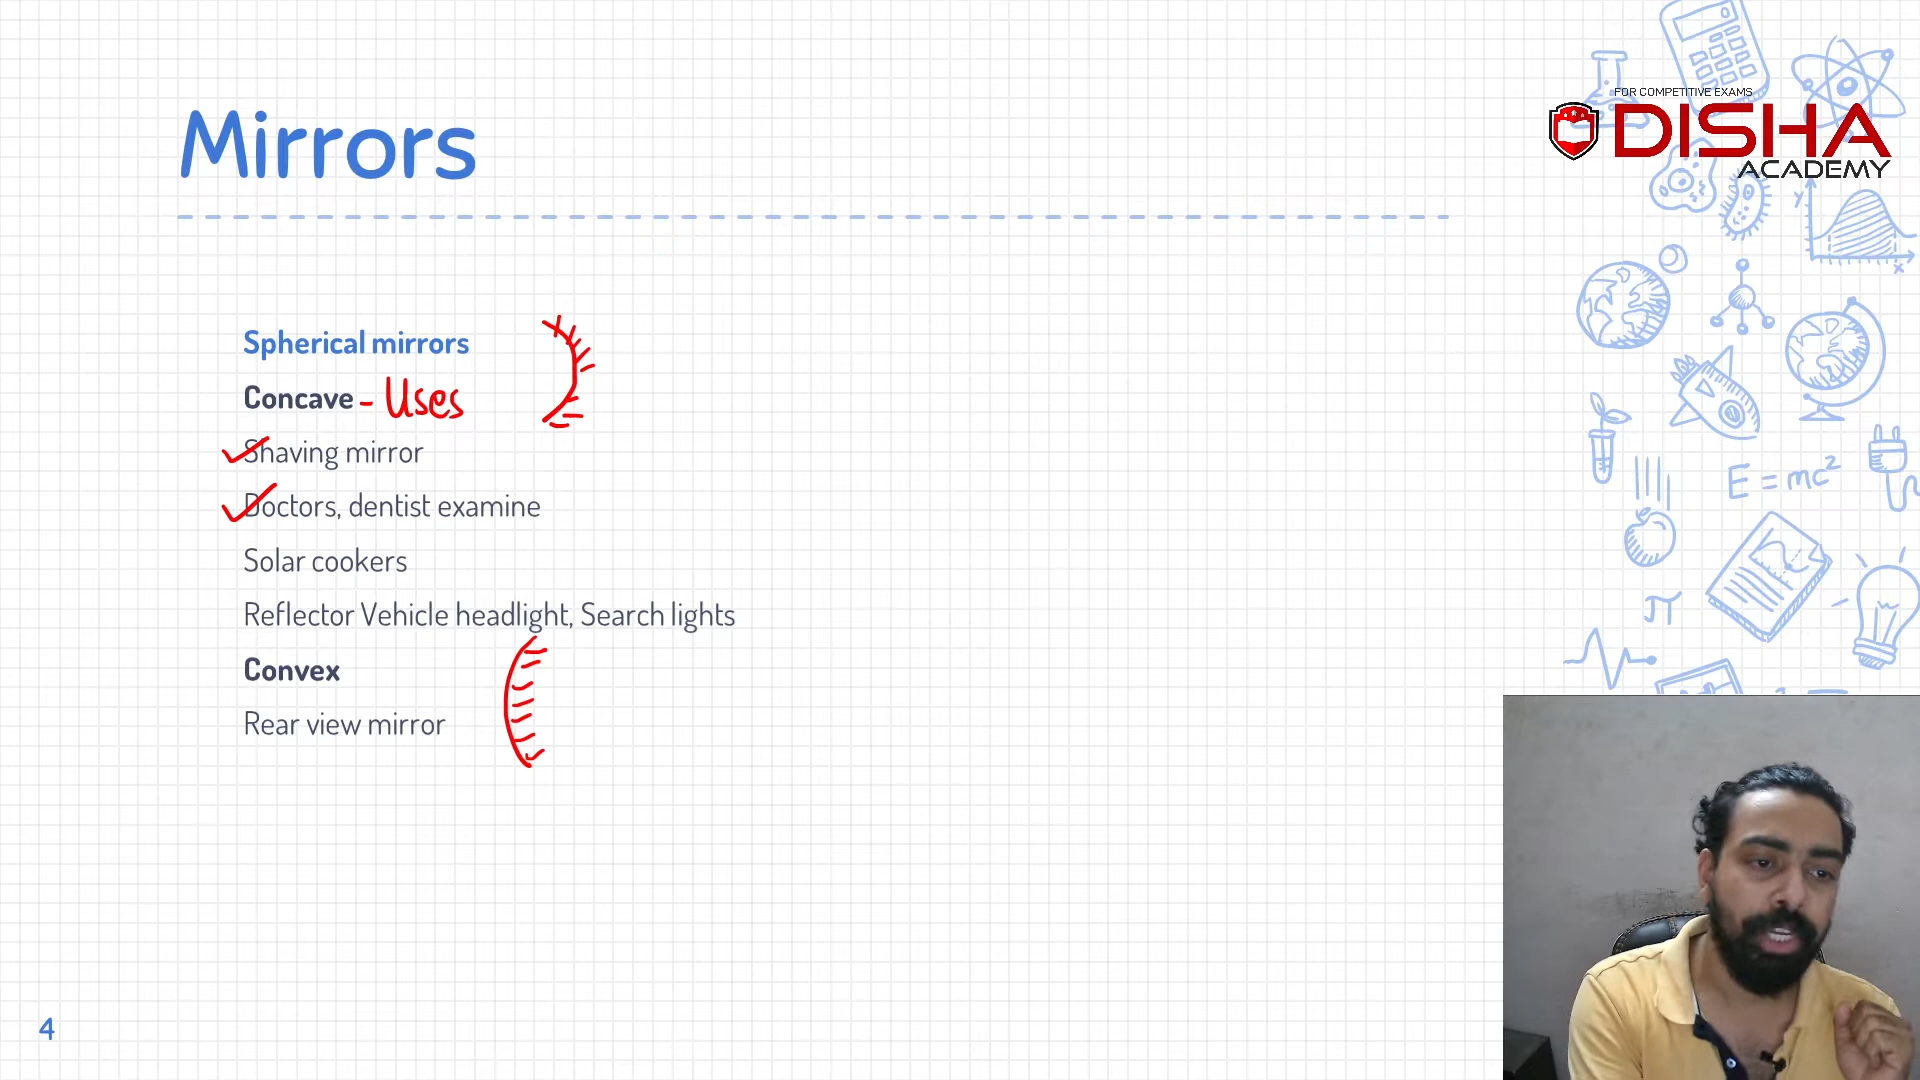 Mirrors
FOR COMPETITIVE EXAMS
DISHA
ACADEMY
Spherical mirrors
Concave - Uses
Shaving mirror
Doctors, dentist examine
Solar cookers
Reflector Vehicle headlight, Search lights
Convex
Rear view mirror
y
x
E = mc²
π
4